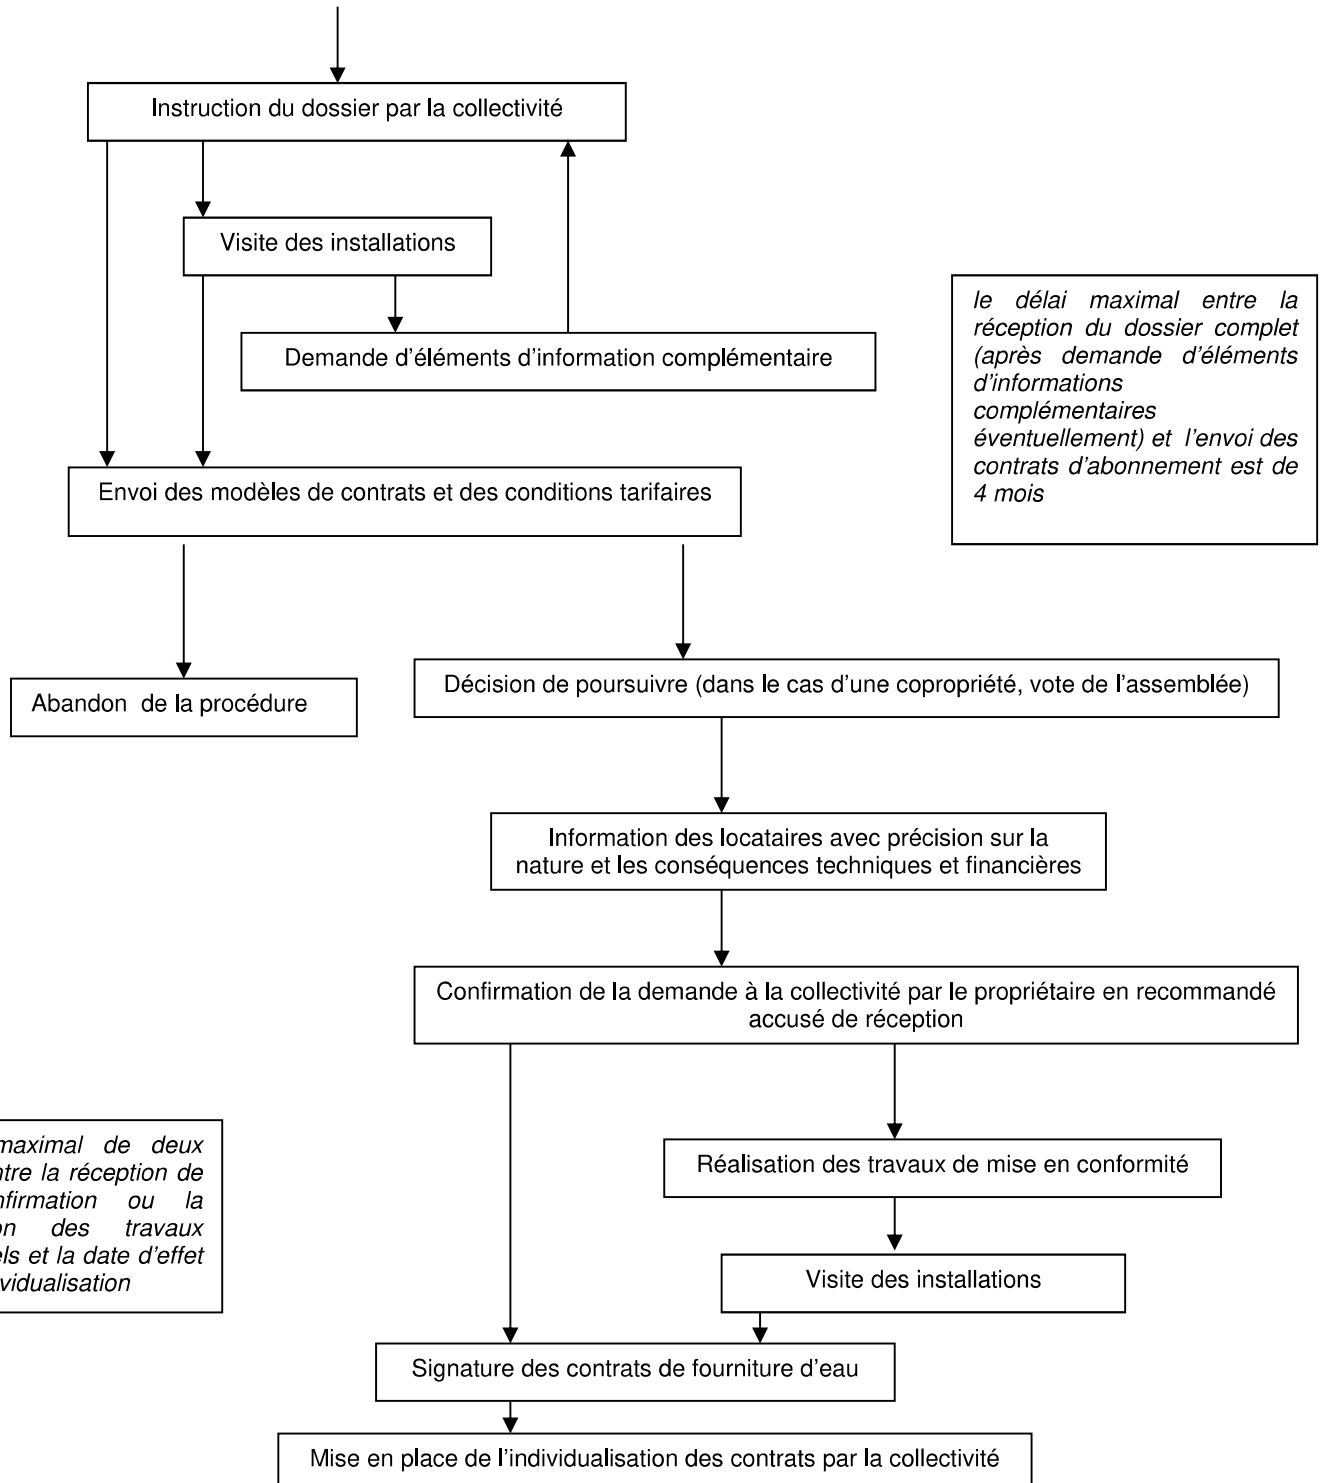 Instruction du dossier par la collectivité
Visite des installations
le délai maximal entre la
réception du dossier complet
(après demande d'éléments
d'informations
complémentaires
éventuellement) et l'envoi des
contrats d'abonnement est de
4 mois
Demande d'éléments d'information complémentaire
Envoi des modèles de contrats et des conditions tarifaires
Abandon de la procédure
Décision de poursuivre (dans le cas d'une copropriété, vote de l'assemblée)
Information des locataires avec précision sur la
nature et les conséquences techniques et financières
Confirmation de la demande à la collectivité par le propriétaire en recommandé
accusé de réception
maximal de deux
la réception de
ou la
des travaux
et la date d'effet
Réalisation des travaux de mise en conformité
Visite des installations
Signature des contrats de fourniture d'eau
Mise en place de l'individualisation des contrats par la collectivité